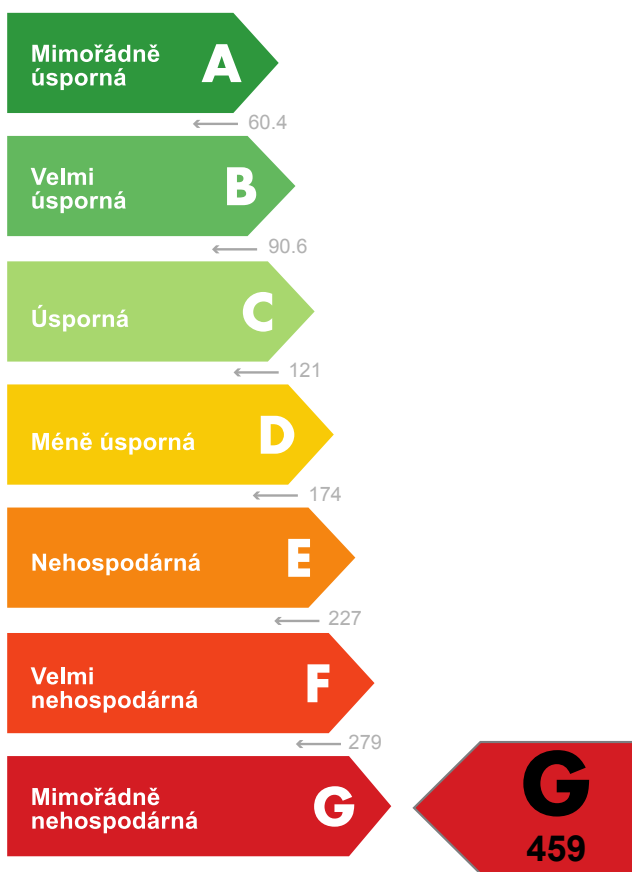 Mimořádně
úsporná
A
60.4
Velmi
úsporná
B
90.6
Úsporná
C
121
Méně úsporná
D
174
Nehospodárná
E
227
Velmi
nehospodárná
F
279
Mimořádně
nehospodárná
G
G
459